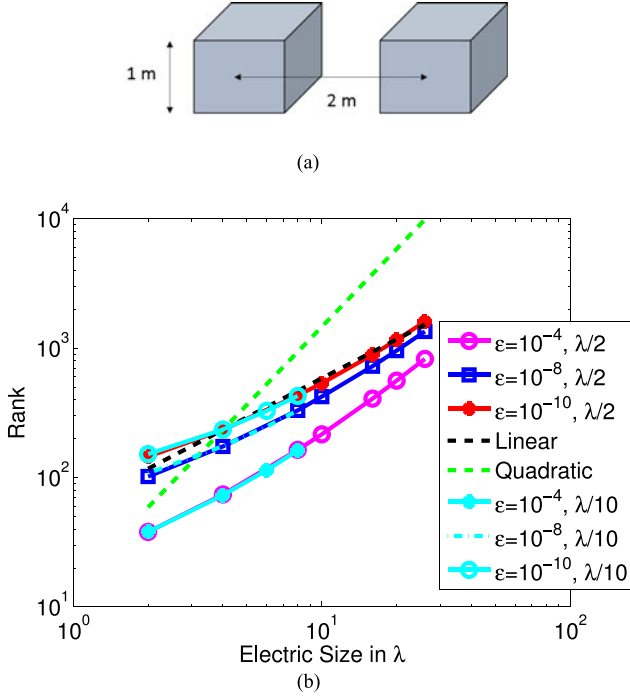 1 m
2 m
(a)
10^4
10^3
10^2
10^1
Rank
ε=10^-4, λ/2
ε=10^-8, λ/2
ε=10^-10, λ/2
Linear
Quadratic
ε=10^-4, λ/10
ε=10^-8, λ/10
ε=10^-10, λ/10
10^0
10^1
10^2
Electric Size in λ
(b)